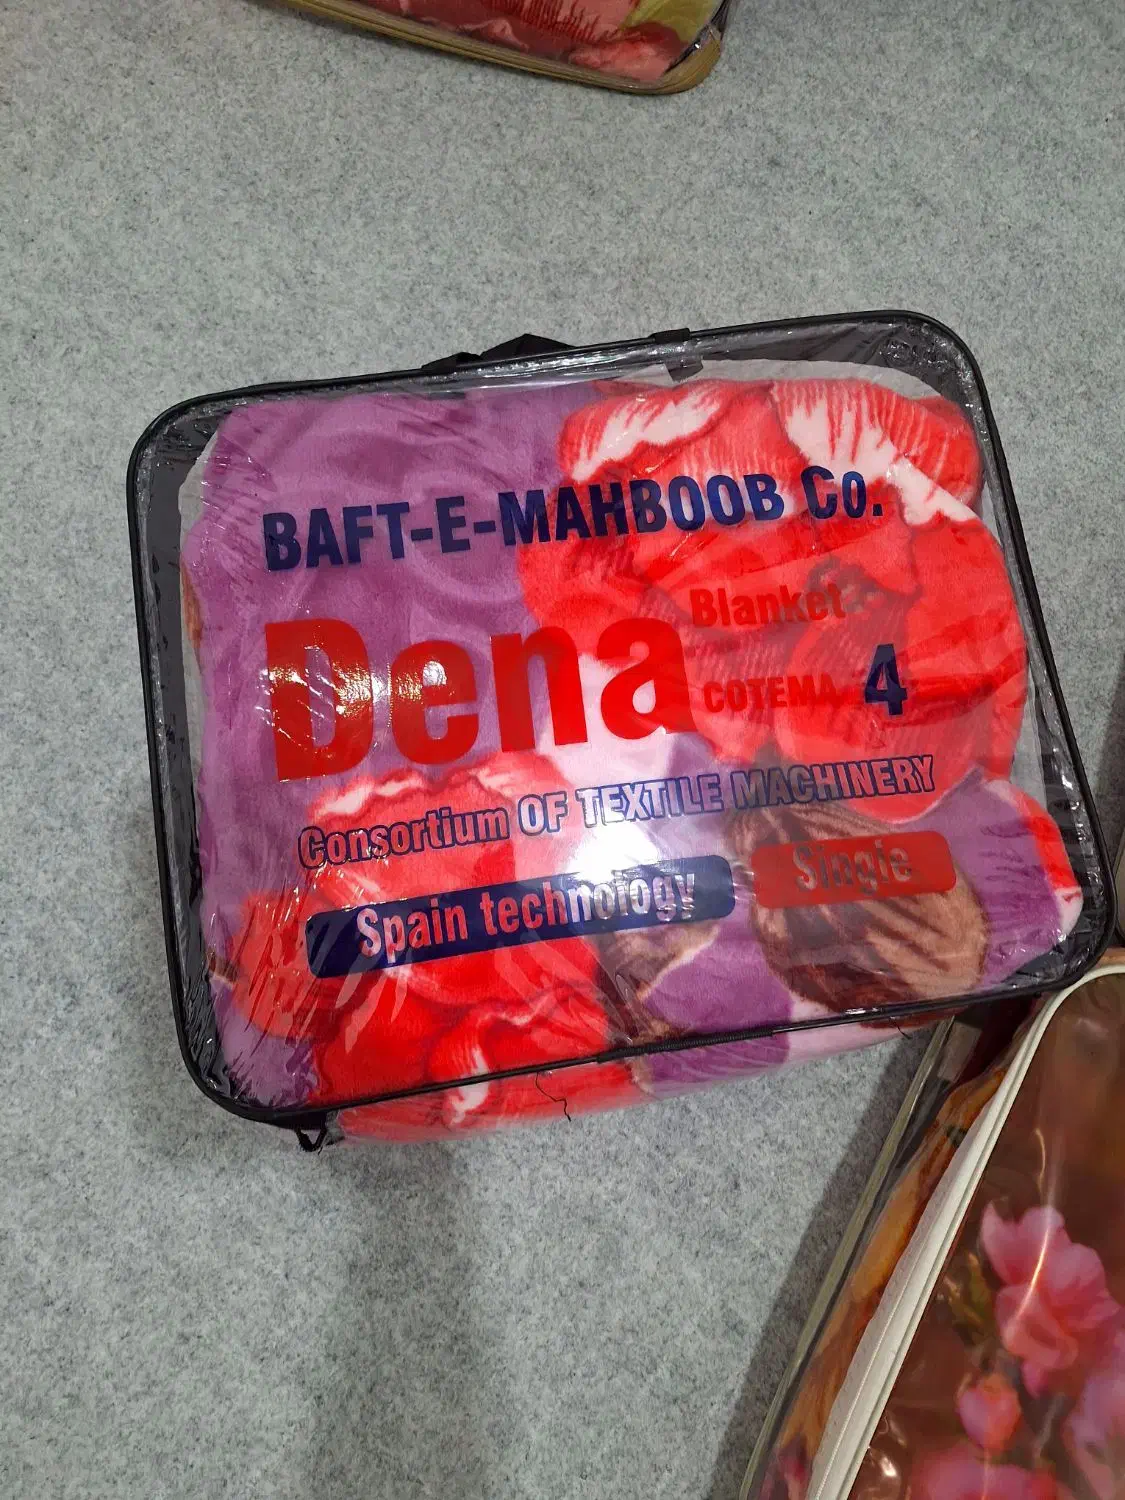 BAFT-E-MAHBOOB Co.
Dena
Blanket
COTEMA 4
Consortium OF TEXTILE MACHINERY
Spain technology
Single